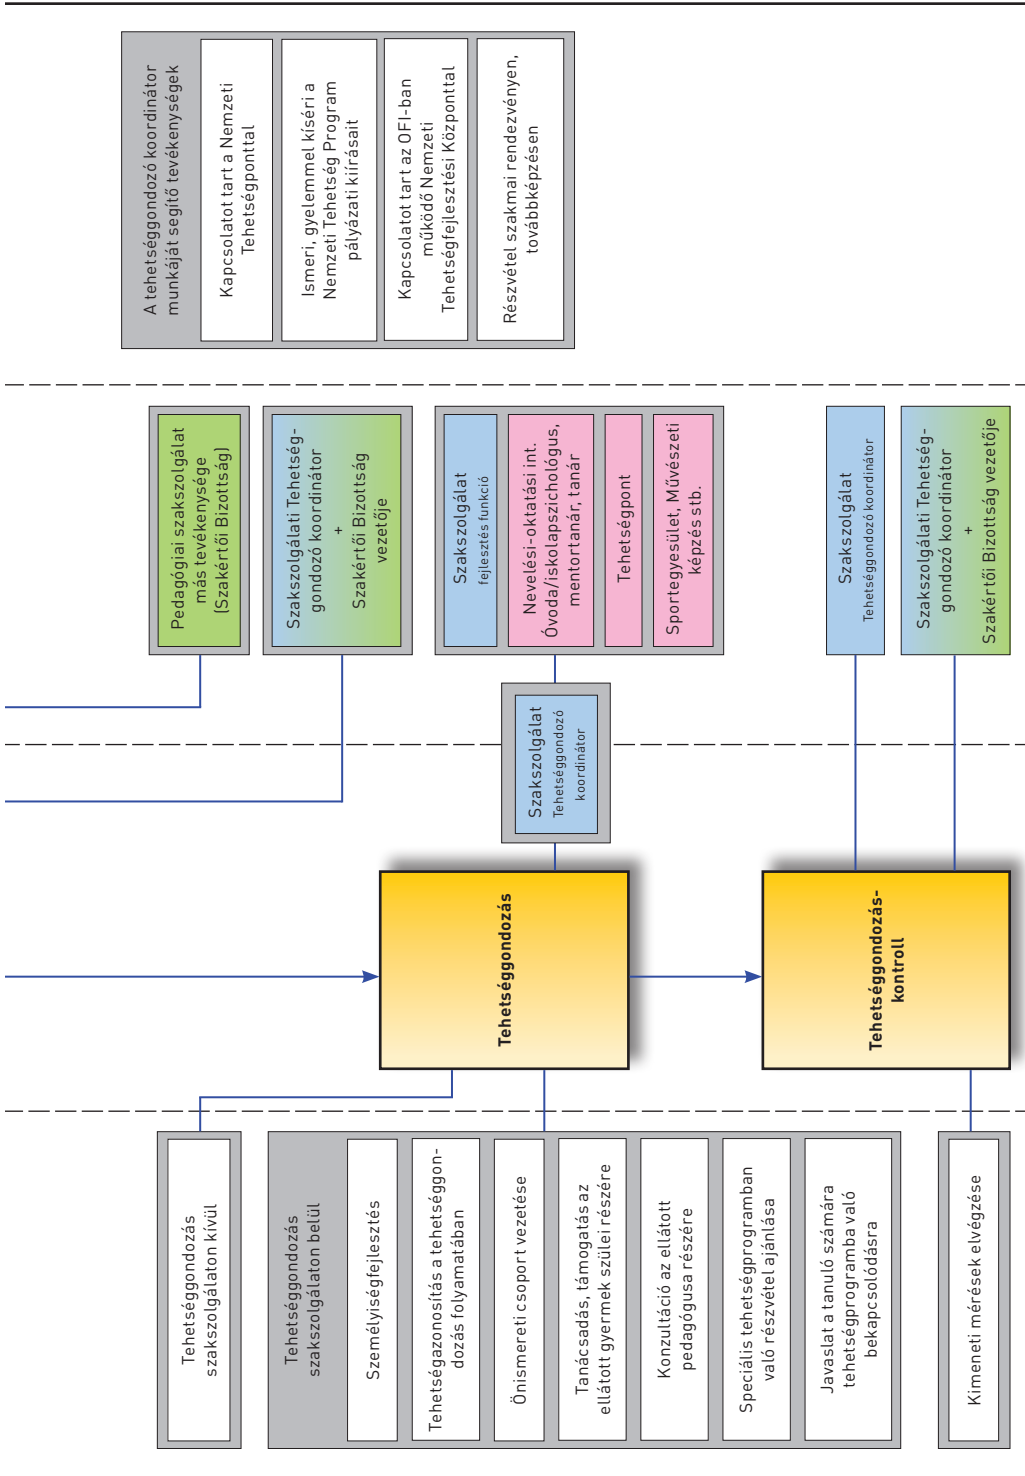 A tehetséggondozó koordinátor
munkáját segítő tevékenységek
Kapcsolatot tart a Nemzeti
Tehetségponttal
Ismeri, gyelemmel kíséri a
Nemzeti Tehetség Program
pályázati kiírásait
Kapcsolatot tart az OFI-ban
működő Nemzeti
Tehetségfejlesztési Központtal
Részvétel szakmai rendezvényen,
továbbképzésen
Pedagógiai szakszolgálat
más tevékenysége
(Szakértői Bizottság)
Szakszolgálati Tehetség-
gondozó koordinátor
+
Szakértői Bizottság
vezetője
Szakszolgálat
fejlesztés funkció
Nevelési-oktatási int.
Óvoda/iskolapszichológus,
mentortanár, tanár
Tehetségpont
Sportegyesület, Művészeti
képzés stb.
Szakszolgálat
Tehetséggondozó koordinátor
Szakszolgálati Tehetség-
gondozó koordinátor
+
Szakértői Bizottság vezetője
Szakszolgálat
Tehetséggondozó
koordinátor
Tehetséggondozás
Tehetséggondozás-
kontroll
Tehetséggondozás
szakszolgálaton kívül
Tehetséggondozás
szakszolgálaton belül
Személyiségfejlesztés
Tehetségazonosítás a tehetséggon-
dozás folyamatában
Önismereti csoport vezetése
Tanácsadás, támogatás az
ellátott gyermek szülei részére
Konzultáció az ellátott
pedagógusa részére
Speciális tehetségprogramban
való részvétel ajánlása
Javaslat a tanuló számára
tehetségprogramba való
bekapcsolódásra
Kimeneti mérések elvégzése